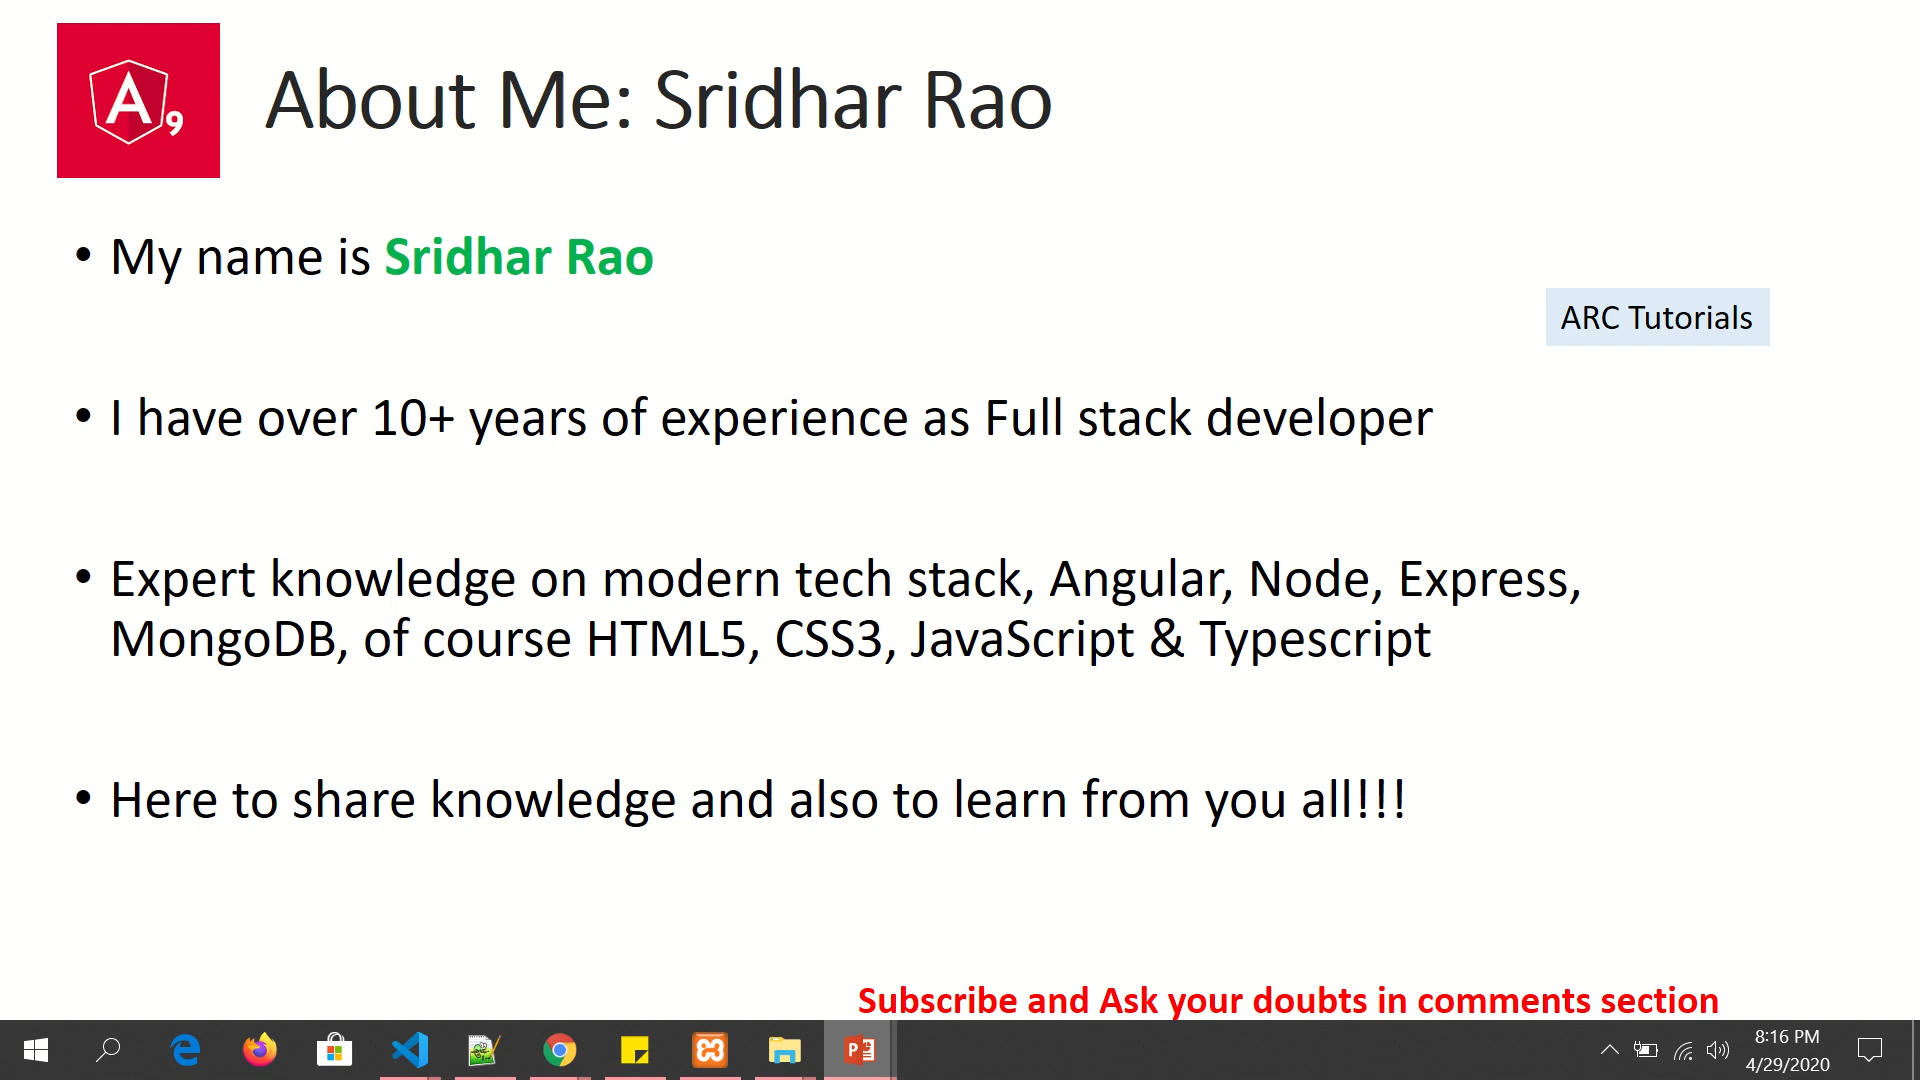 A9
About Me: Sridhar Rao
• My name is Sridhar Rao
ARC Tutorials
• I have over 10+ years of experience as Full stack developer
• Expert knowledge on modern tech stack, Angular, Node, Express,
MongoDB, of course HTML5, CSS3, JavaScript & Typescript
• Here to share knowledge and also to learn from you all!!!
Subscribe and Ask your doubts in comments section
8:16 PM
4/29/2020